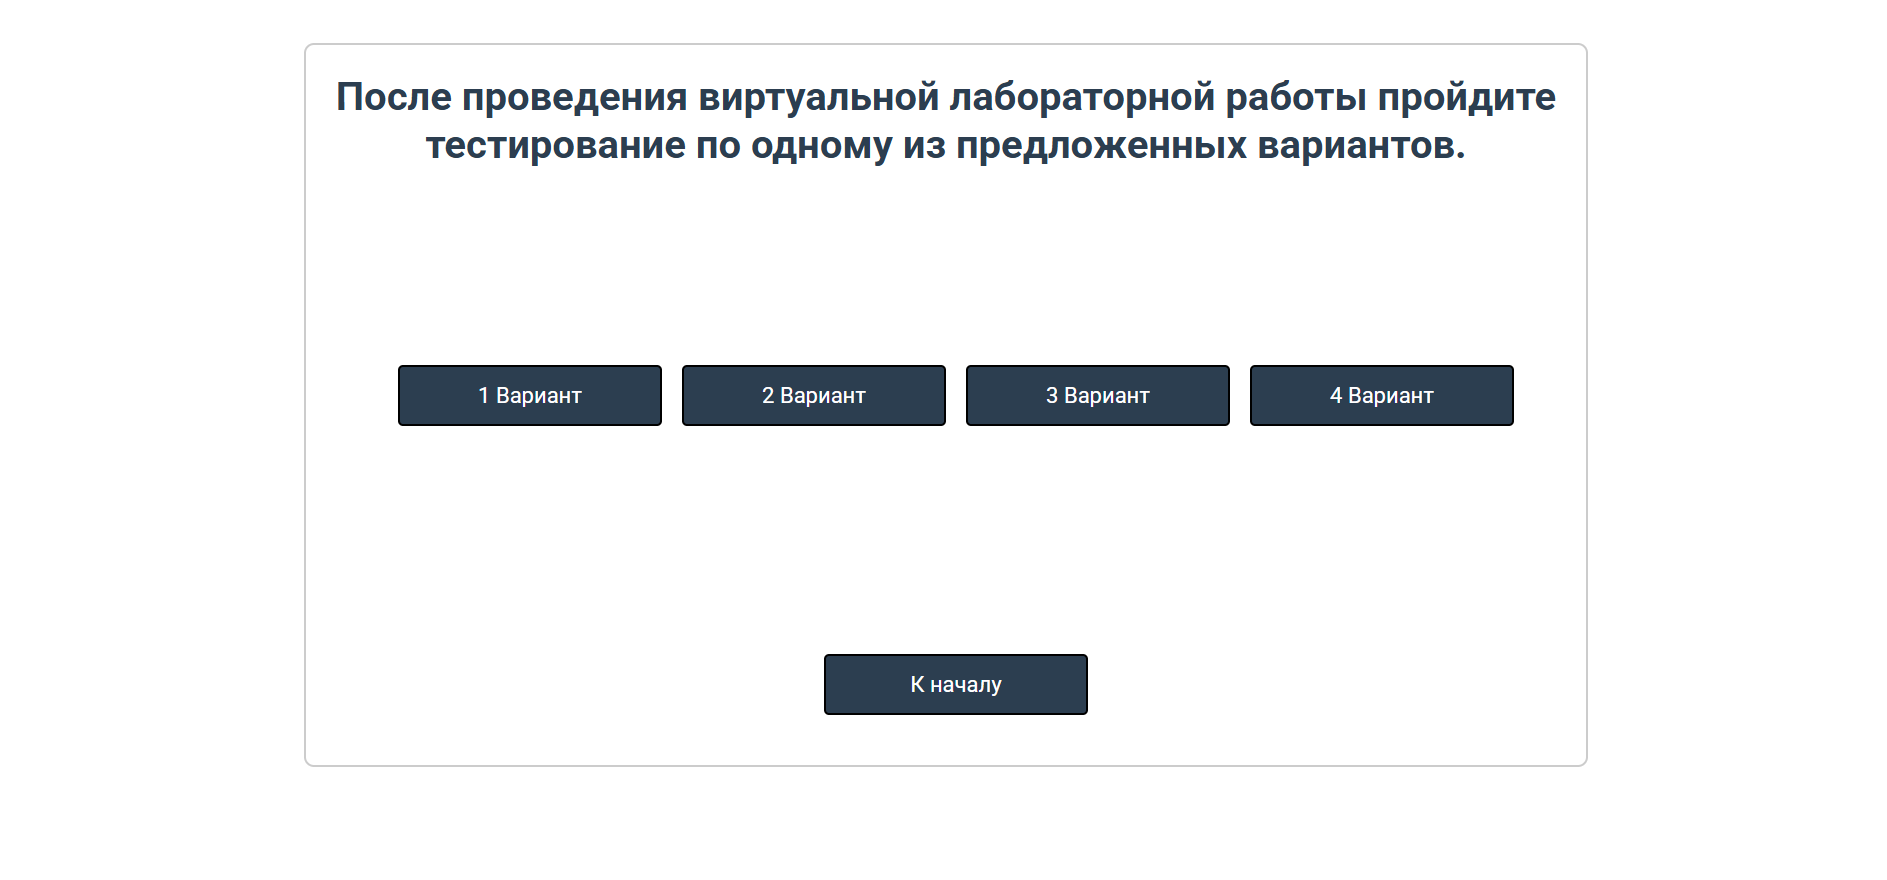 После проведения виртуальной лабораторной работы пройдите
тестирование по одному из предложенных вариантов.
1 Вариант
2 Вариант
3 Вариант
4 Вариант
К началу